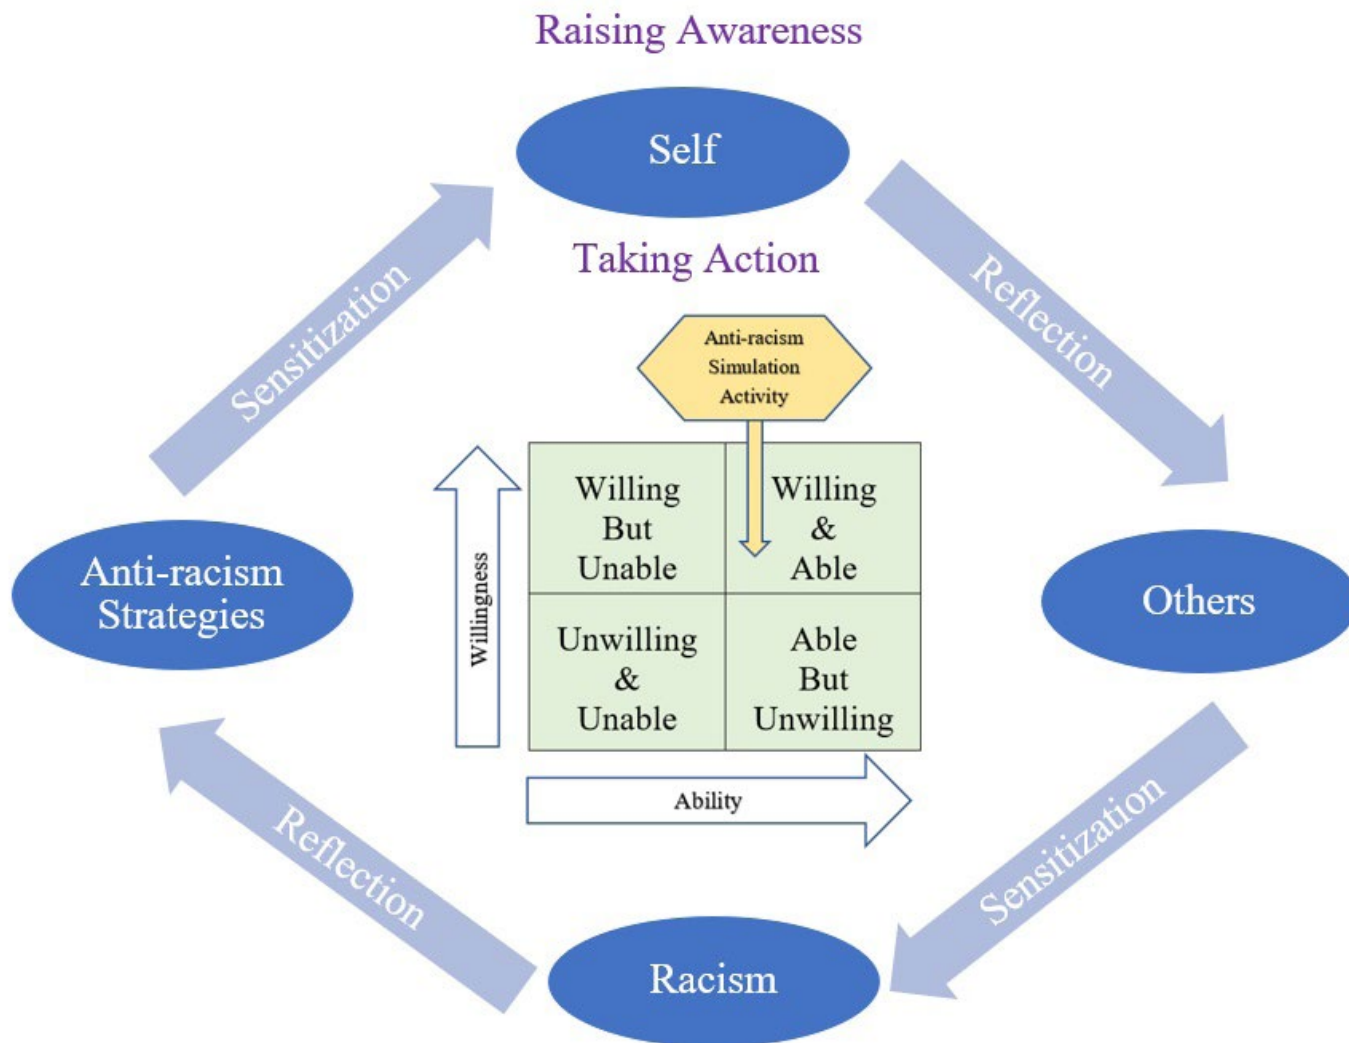 Raising Awareness
Self
Sensitization
Reflection
Taking Action
Anti-racism
Simulation
Activity
Willing
But
Unable
Willing
&
Able
Willingness
Anti-racism
Strategies
Others
Unwilling
&
Unable
Able
But
Unwilling
Ability
Reflection
Sensitization
Racism